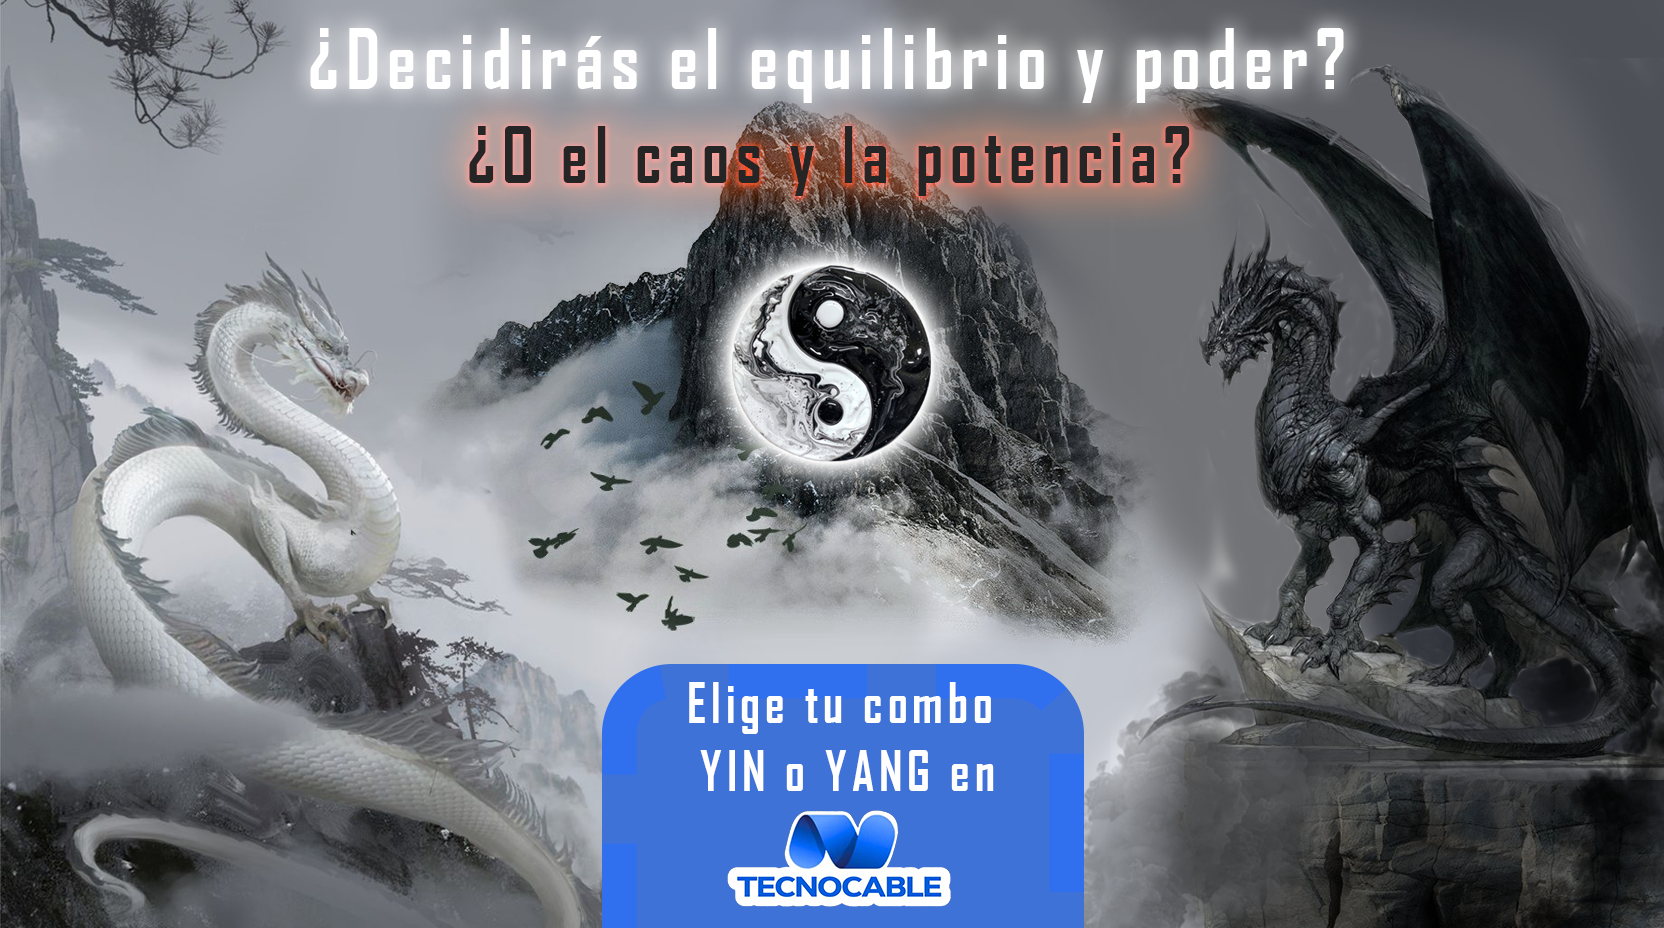 ¿Decidirás el equilibrio y poder?
¿O el caos y la potencia?
Elige tu combo
YIN o YANG en
TECNOCABLE